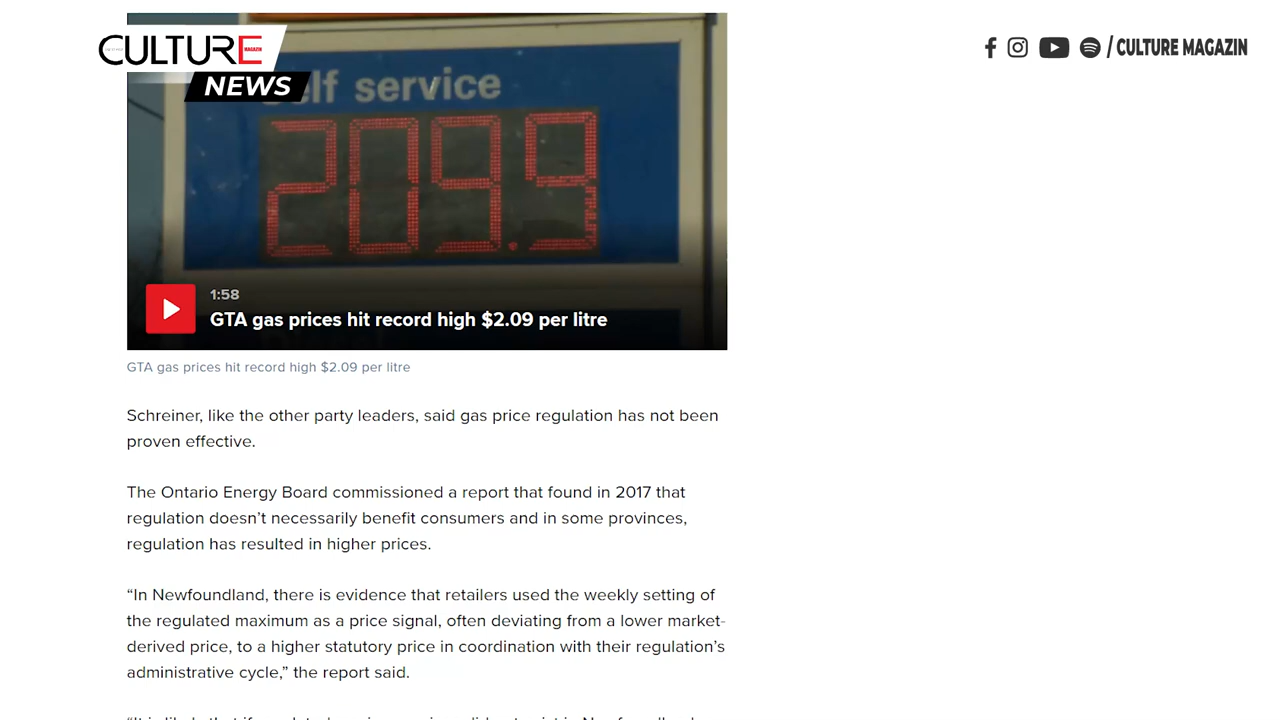 CULTURE
MAGAZIN
NEWS
/ CULTURE MAGAZIN
self service
209.9
1:58
GTA gas prices hit record high $2.09 per litre
GTA gas prices hit record high $2.09 per litre
Schreiner, like the other party leaders, said gas price regulation has not been
proven effective.
The Ontario Energy Board commissioned a report that found in 2017 that
regulation doesn’t necessarily benefit consumers and in some provinces,
regulation has resulted in higher prices.
“In Newfoundland, there is evidence that retailers used the weekly setting of
the regulated maximum as a price signal, often deviating from a lower market-
derived price, to a higher statutory price in coordination with their regulation’s
administrative cycle,” the report said.